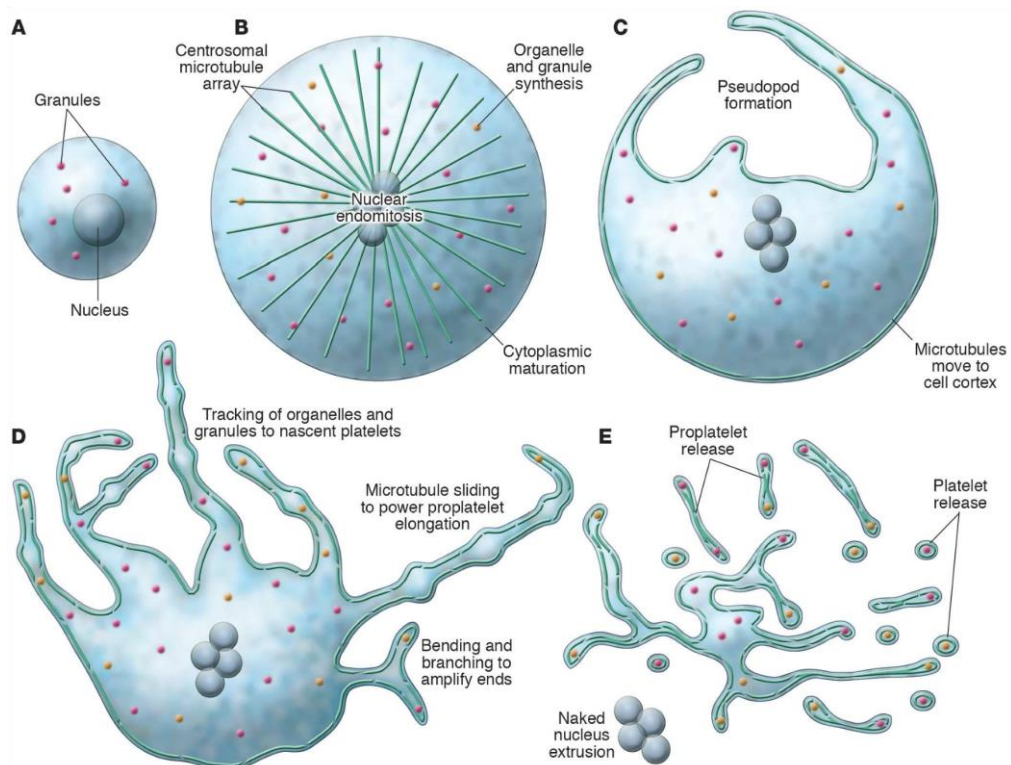 A
Granules
Nucleus
B
Centrosomal
microtubule
array
Organelle
and granule
synthesis
Nuclear
endomitosis
Cytoplasmic
maturation
C
Pseudopod
formation
Microtubules
move to
cell cortex
D
Tracking of organelles and
granules to nascent platelets
Microtubule sliding
to power proplatelet
elongation
Bending and
branching to
amplify ends
E
Proplatelet
release
Platelet
release
Naked
nucleus
extrusion